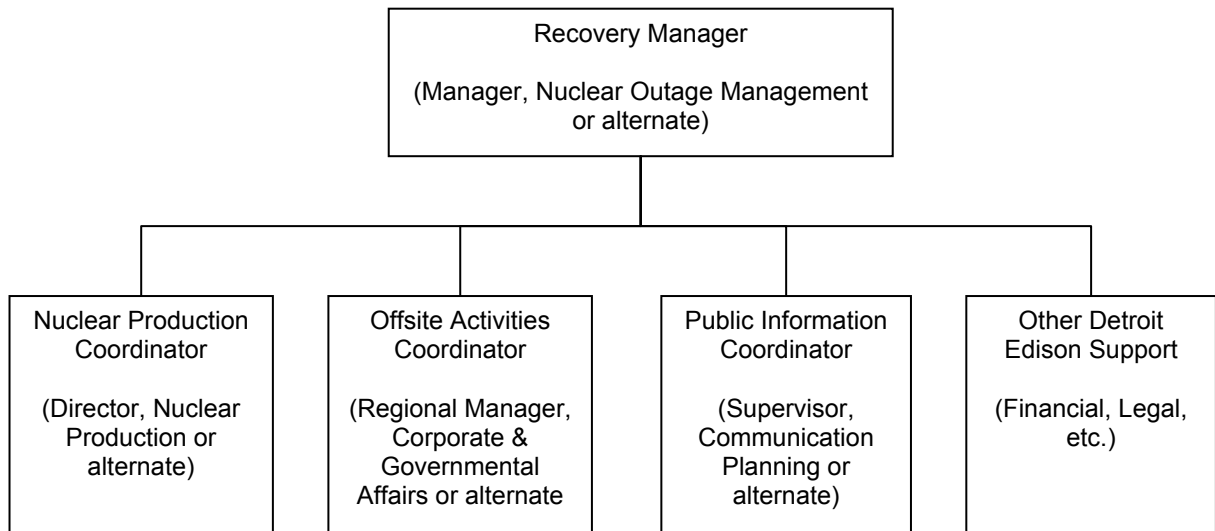 Recovery Manager
(Manager, Nuclear Outage Management
or alternate)
Nuclear Production
Coordinator
(Director, Nuclear
Production or
alternate)
Offsite Activities
Coordinator
(Regional Manager,
Corporate &
Governmental
Affairs or alternate
Public Information
Coordinator
(Supervisor,
Communication
Planning or
alternate)
Other Detroit
Edison Support
(Financial, Legal,
etc.)